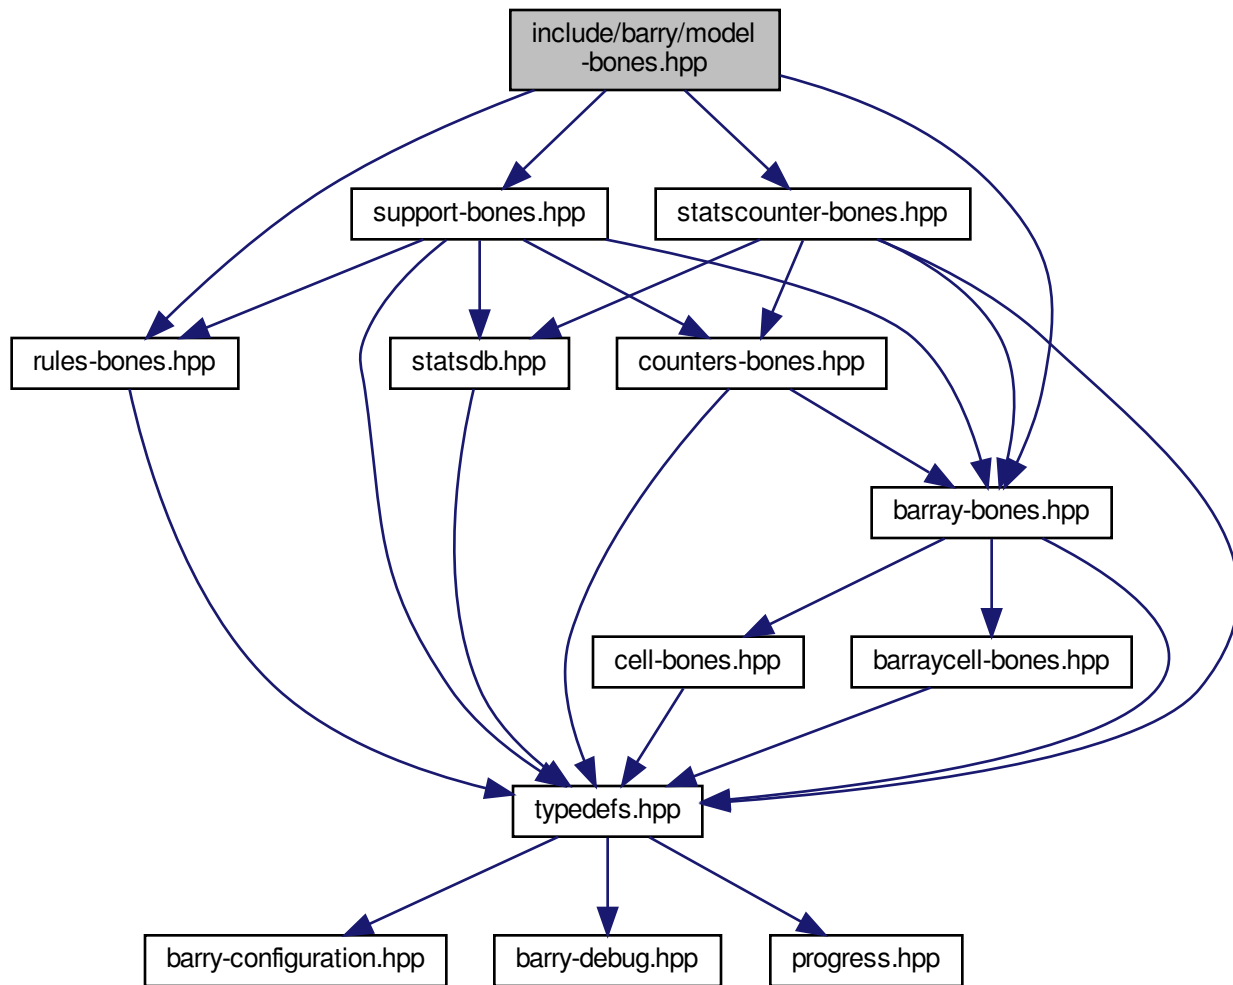 include/barry/model
-bones.hpp
support-bones.hpp
statscounter-bones.hpp
rules-bones.hpp
statsdb.hpp
counters-bones.hpp
barray-bones.hpp
cell-bones.hpp
barraycell-bones.hpp
typedefs.hpp
barry-configuration.hpp
barry-debug.hpp
progress.hpp